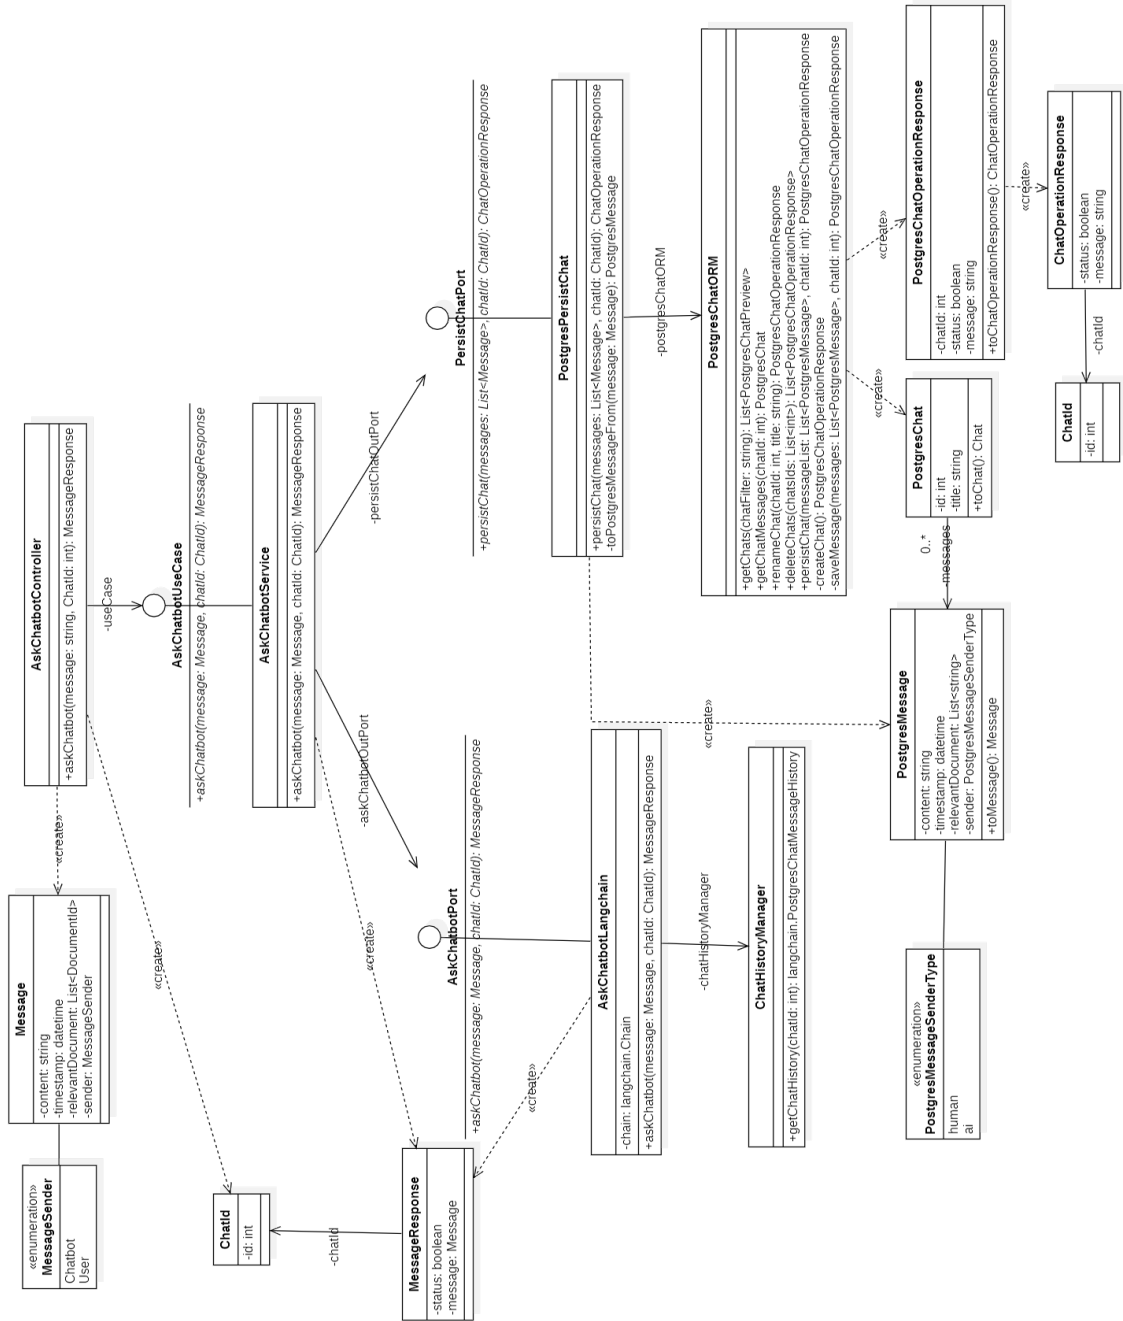 AskChatbotController
+askChatbot(message: string, ChatId: int): MessageResponse
-useCase
«create»
«create»
Message
-content: string
-timestamp: datetime
-relevantDocument: List<DocumentId>
-sender: MessageSender
«enumeration»
MessageSender
Chatbot
User
AskChatbotUseCase
+askChatbot(message: Message, chatId: ChatId): MessageResponse
AskChatbotService
+askChatbot(message: Message, chatId: ChatId): MessageResponse
-persistChatOutPort
-askChatbotOutPort
«create»
ChatId
-id: int
-chatId
MessageResponse
-status: boolean
-message: Message
PersistChatPort
+persistChat(messages: List<Message>, chatId: ChatId): ChatOperationResponse
AskChatbotPort
+askChatbot(message: Message, chatId: ChatId): MessageResponse
«create»
PostgresPersistChat
+persistChat(messages: List<Message>, chatId: ChatId): ChatOperationResponse
-toPostgresMessageFrom(message: Message): PostgresMessage
-postgresChatORM
«create»
AskChatbotLangchain
-chain: langchain.Chain
+askChatbot(message: Message, chatId: ChatId): MessageResponse
-chatHistoryManager
ChatHistoryManager
+getChatHistory(chatId: int): langchain.PostgresChatMessageHistory
PostgresChatORM
+getChats(chatFilter: string): List<PostgresChatPreview>
+getChatMessages(chatId: int): PostgresChat
+renameChat(chatId: int, title: string): PostgresChatOperationResponse
+deleteChats(chatsIds: List<int>): List<PostgresChatOperationResponse>
+persistChat(messageList: List<PostgresMessage>, chatId: int): PostgresChatOperationResponse
-createChat(): PostgresChatOperationResponse
-saveMessage(messages: List<PostgresMessage>, chatId: int): PostgresChatOperationResponse
«create»
«create»
PostgresChatOperationResponse
-chatId: int
-status: boolean
-message: string
+toChatOperationResponse(): ChatOperationResponse
«create»
PostgresChat
-id: int
-title: string
+toChat(): Chat
0..*
-messages
PostgresMessage
-content: string
-timestamp: datetime
-relevantDocument: List<string>
-sender: PostgresMessageSenderType
+toMessage(): Message
«enumeration»
PostgresMessageSenderType
human
ai
ChatOperationResponse
-status: boolean
-message: string
-chatId
ChatId
-id: int